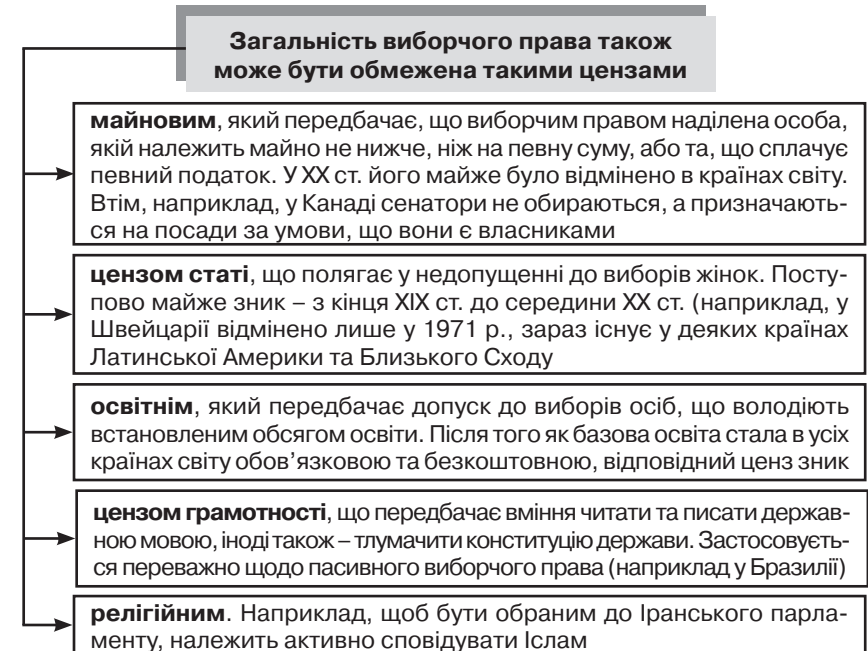 Загальність виборчого права також
може бути обмежена такими цензами
майновим, який передбачає, що виборчим правом наділена особа,
якій належить майно не нижче, ніж на певну суму, або та, що сплачує
певний податок. У ХХ ст. його майже було відмінено в країнах світу.
Втім, наприклад, у Канаді сенатори не обираються, а призначають-
ся на посади за умови, що вони є власниками
цензом статі, що полягає у недопущенні до виборів жінок. Посту-
пово майже зник – з кінця ХІХ ст. до середини ХХ ст. (наприклад, у
Швейцарії відмінено лише у 1971 р., зараз існує у деяких країнах
Латинської Америки та Близького Сходу
освітнім, який передбачає допуск до виборів осіб, що володіють
встановленим обсягом освіти. Після того як базова освіта стала в усіх
країнах світу обов’язковою та безкоштовною, відповідний ценз зник
цензом грамотності, що передбачає вміння читати та писати держав-
ною мовою, іноді також – тлумачити конституцію держави. Застосовуєть-
ся переважно щодо пасивного виборчого права (наприклад у Бразилії)
релігійним. Наприклад, щоб бути обраним до Іранського парла-
менту, належить активно сповідувати Іслам